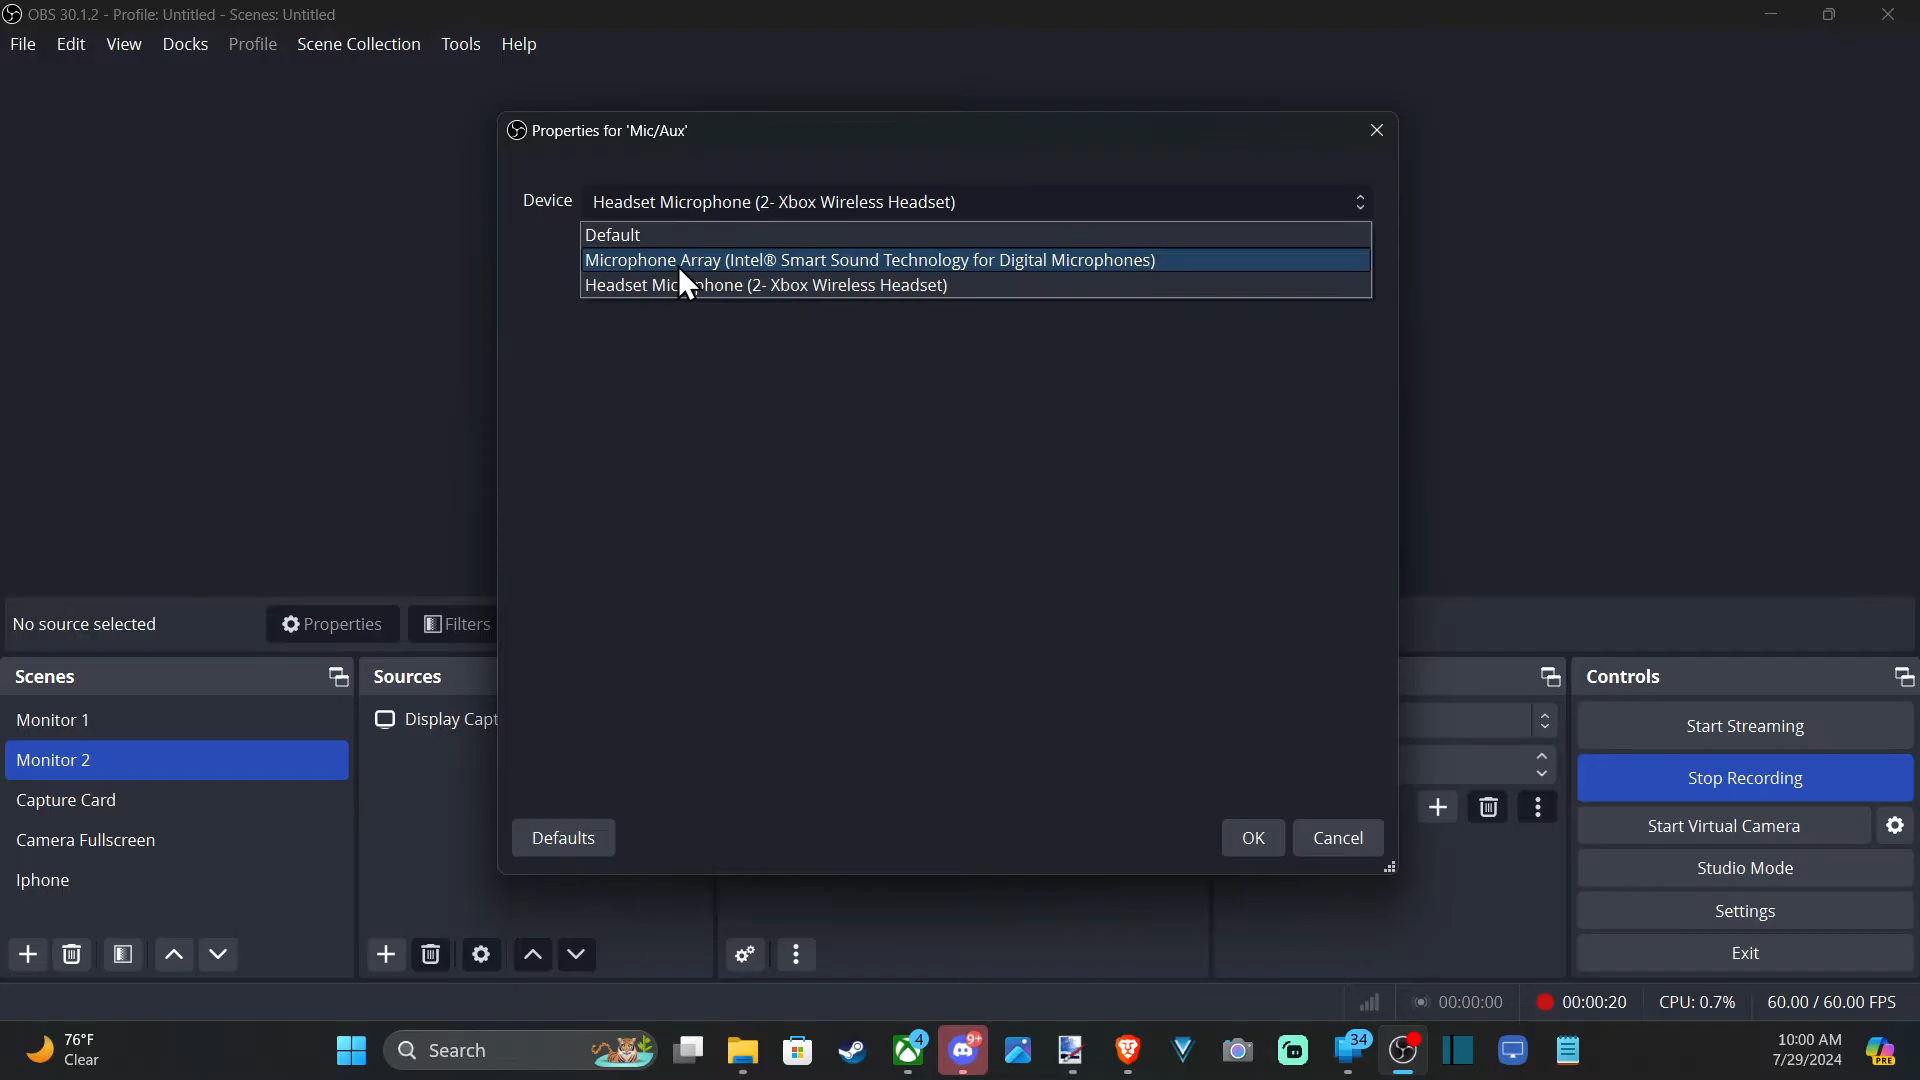 OBS 30.1.2 - Profile: Untitled - Scenes: Untitled
File Edit View Docks Profile Scene Collection Tools Help
Properties for 'Mic/Aux'
Device Headset Microphone (2- Xbox Wireless Headset)
Default
Microphone Array (Intel® Smart Sound Technology for Digital Microphones)
Headset Mic hone (2- Xbox Wireless Headset)
No source selected Properties Filters
Scenes
Monitor 1
Monitor 2
Capture Card
Camera Fullscreen
Iphone
Sources
Display Capt
Defaults OK Cancel
Controls
Start Streaming
Stop Recording
Start Virtual Camera
Studio Mode
Settings
Exit
00:00:00 00:00:20 CPU: 0.7% 60.00 / 60.00 FPS
76°F
Clear
Search
4
9+
34
10:00 AM
7/29/2024
PRE